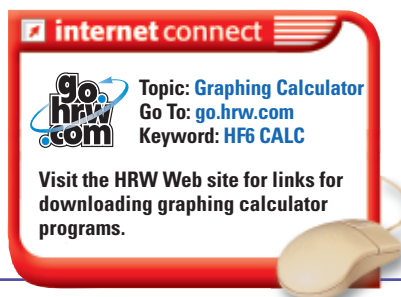 internet connect
go.
hrw
.com
Topic: Graphing Calculator
Go To: go.hrw.com
Keyword: HF6 CALC
Visit the HRW Web site for links for
downloading graphing calculator
programs.